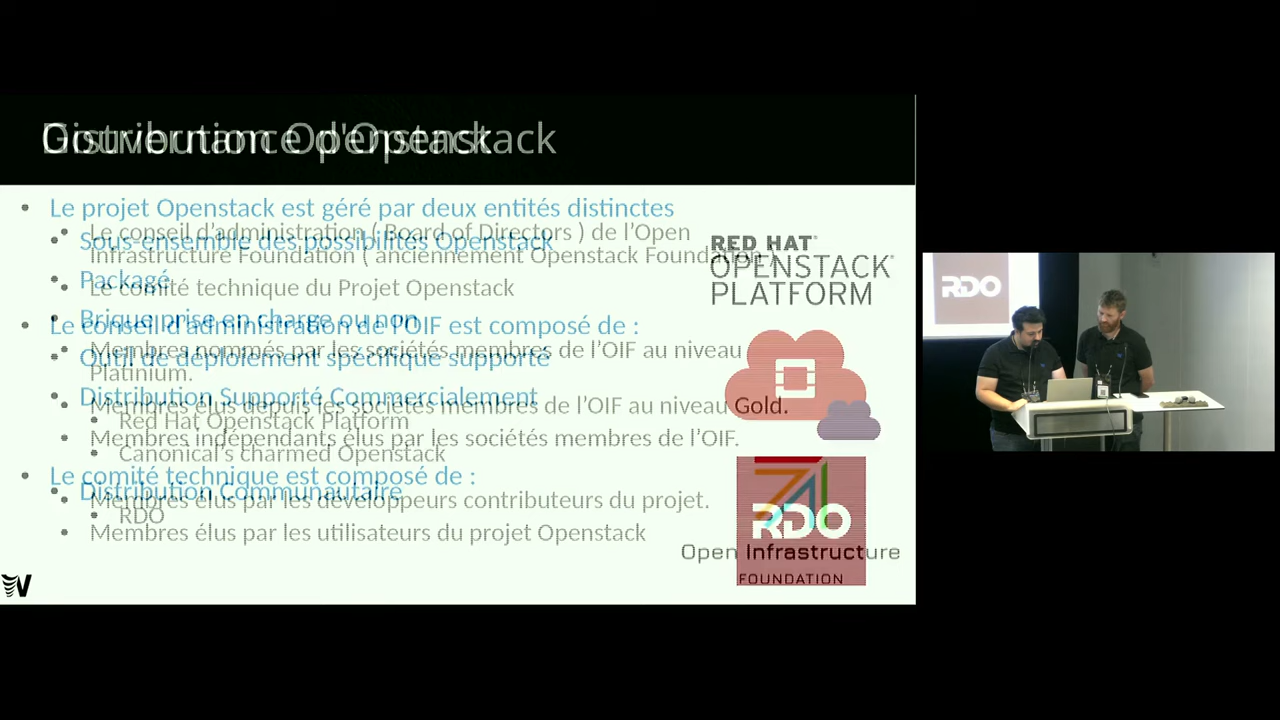 Gouvernance d'Openstack
Distribution Openstack
Le projet Openstack est géré par deux entités distinctes
Le conseil d’administration ( Board of Directors ) de l’Open
Infrastructure Foundation ( anciennement Openstack Foundation )
Le comité technique du Projet Openstack
Le conseil d’administration de l’OIF est composé de :
Membres nommés par les sociétés membres de l’OIF au niveau
Platinium.
Membres élus depuis les sociétés membres de l’OIF au niveau Gold.
Membres indépendants élus par les sociétés membres de l’OIF.
Le comité technique est composé de :
Membres élus par les développeurs contributeurs du projet.
Membres élus par les utilisateurs du projet Openstack
Sous-ensemble des possibilités Openstack
Packagé
Brique prise en charge ou non
Outil de déploiement spécifique supporté
Distribution Supporté Commercialement
Red Hat Openstack Platform
Canonical’s charmed Openstack
Distribution Communautaire
RDO
RED HAT
OPENSTACK
PLATFORM
RDO
Open Infrastructure
FOUNDATION
RDO